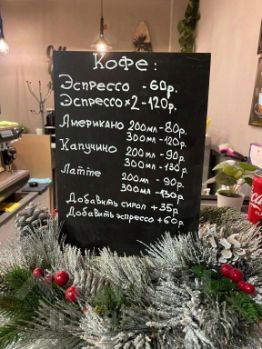 Кофе:
Эспрессо -60р.
Эспрессо×2-120р.
Американо 200мл-80р.
300мл-120р.
Капучино 200мл-90р.
300мл-130р.
Латте 200мл-90р.
300мл-130р.
Добавить сироп +35р
Добавить эспрессо +60р.